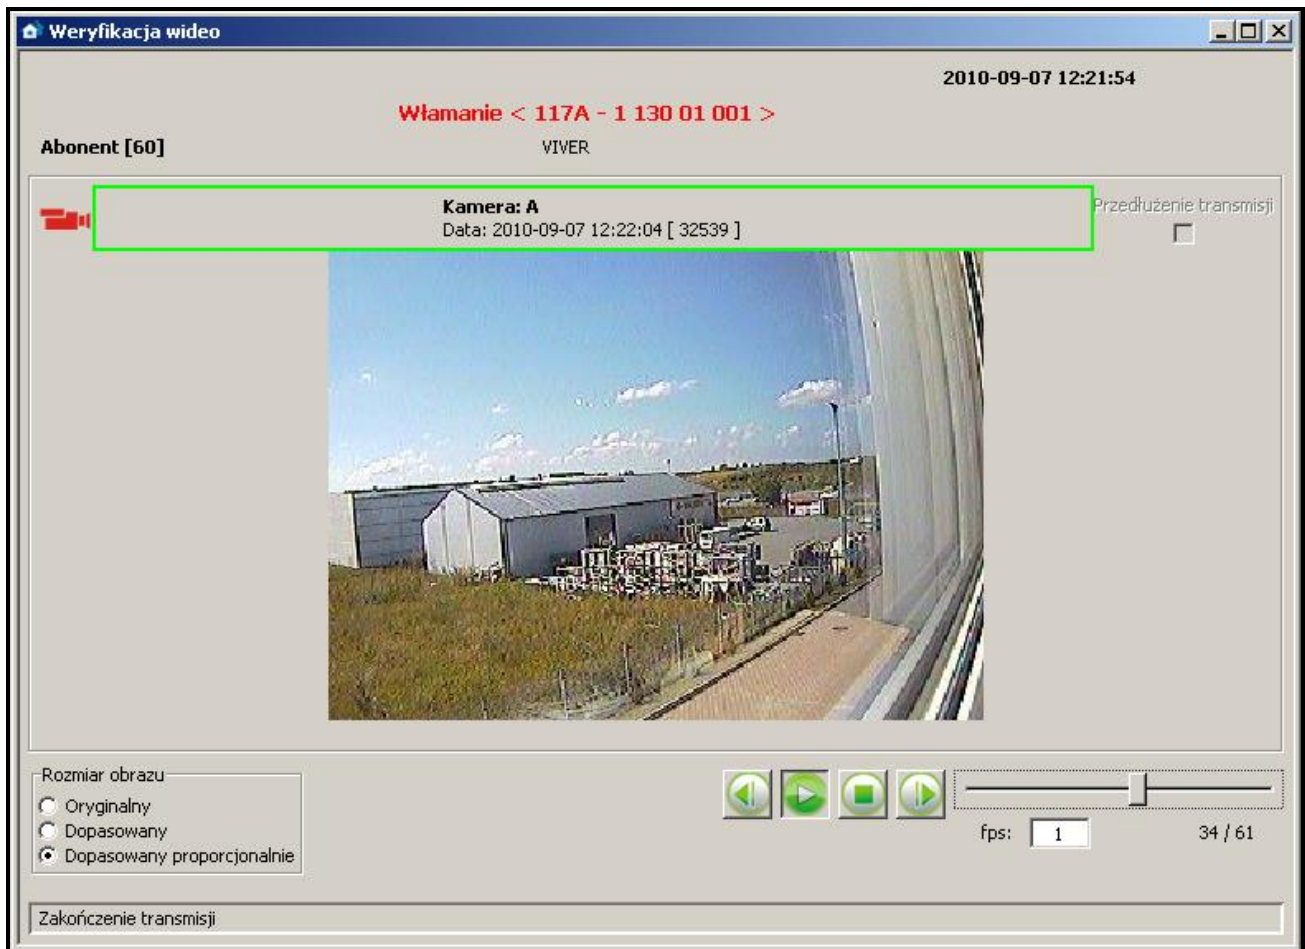 Weryfikacja wideo
2010-09-07 12:21:54
Włamanie < 117A - 1 130 01 001 >
Abonent [60]
VIVER
Kamera: A
Data: 2010-09-07 12:22:04 [ 32539 ]
Przedłużenie transmisji
Rozmiar obrazu
Oryginalny
Dopasowany
Dopasowany proporcjonalnie
fps: 1 34 / 61
Zakończenie transmisji